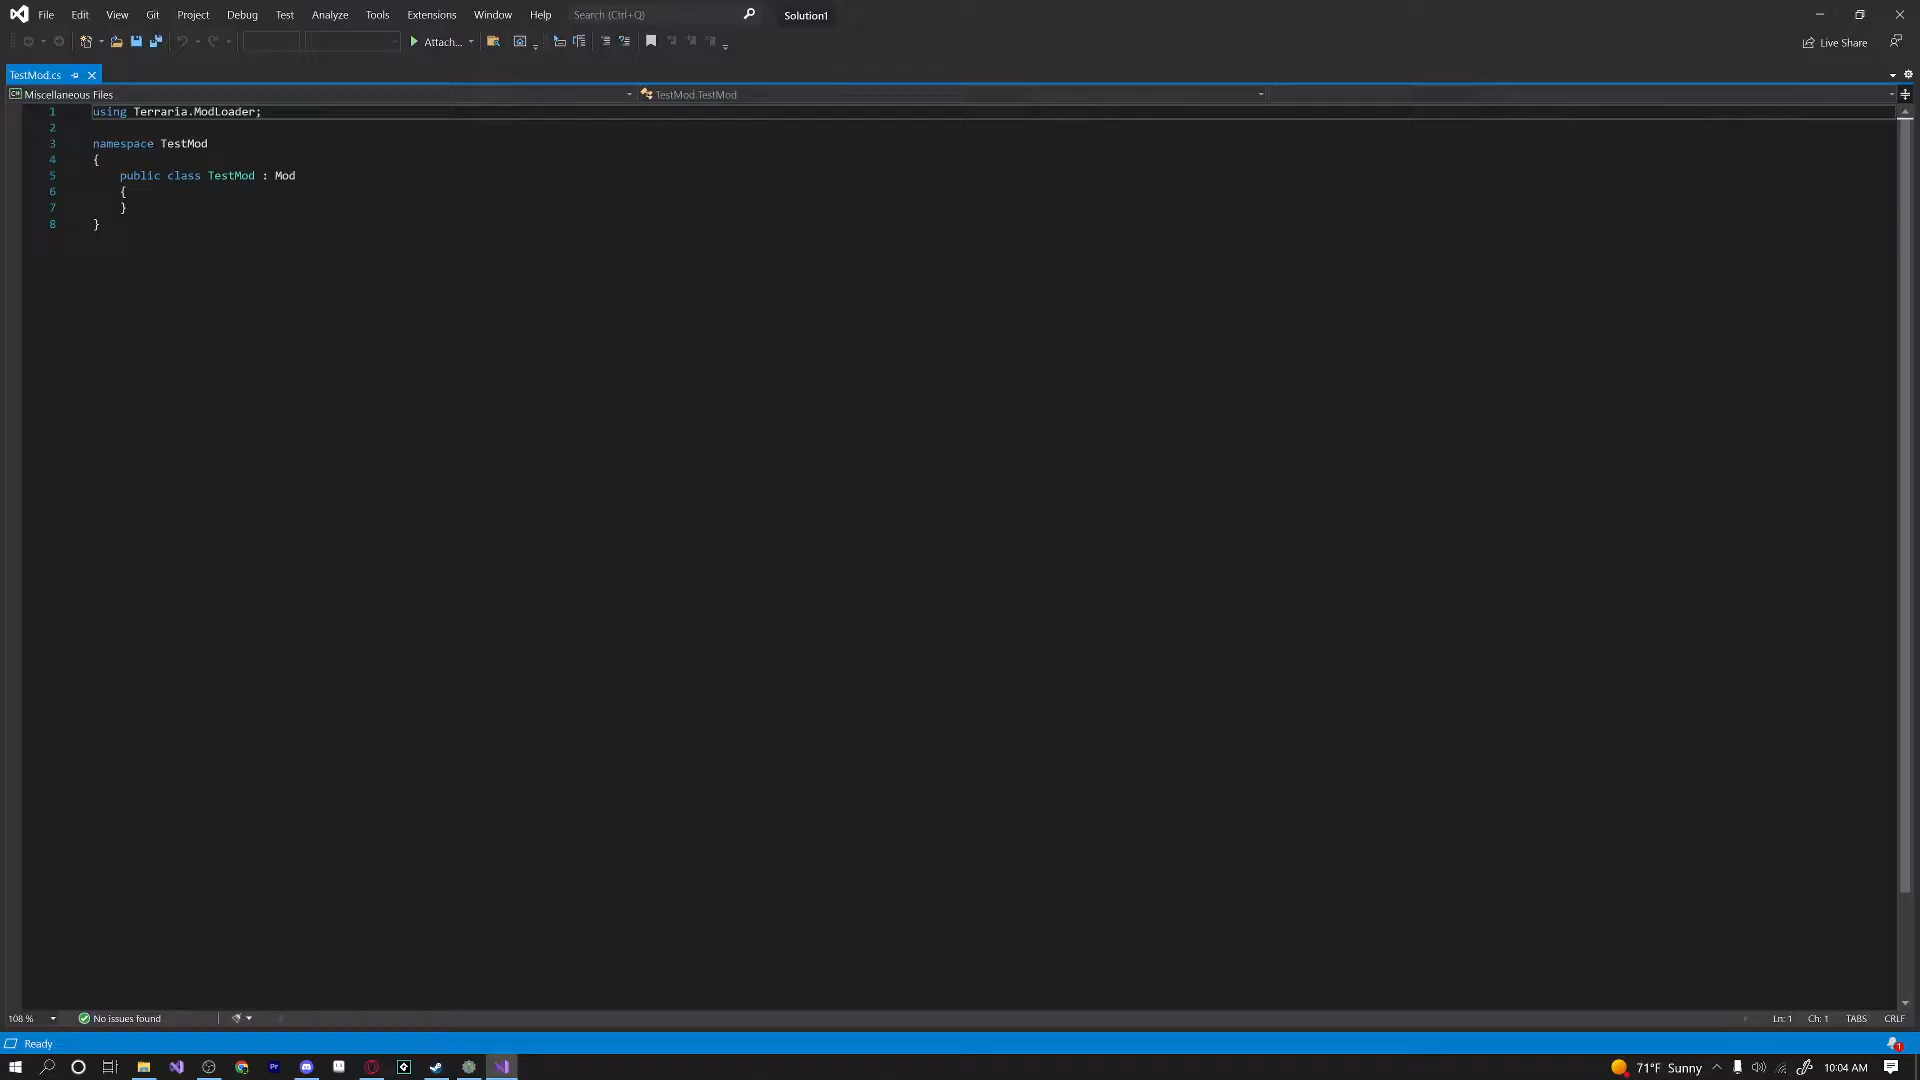 File Edit View Git Project Debug Test Analyze Tools Extensions Window Help Search (Ctrl+Q) Solution1
Attach... Live Share
TestMod.cs
Miscellaneous Files TestMod.TestMod
1 using Terraria.ModLoader;
2
3 namespace TestMod
4 {
5 public class TestMod : Mod
6 {
7 }
8 }
108 % No issues found Ln: 1 Ch: 1 TABS CRLF
Ready 1
Pr 71°F Sunny 10:04 AM